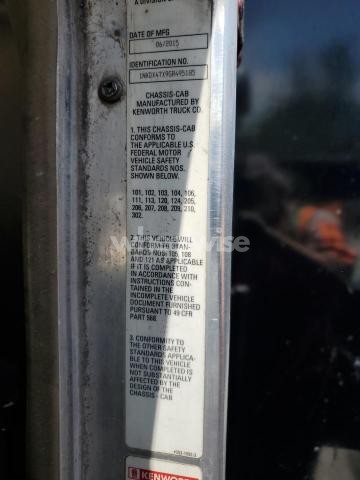 A DIVISION OF
DATE OF MFG
06/2015
IDENTIFICATION NO.
1NKDX4TX9GR495185
CHASSIS-CAB
MANUFACTURED BY
KENWORTH TRUCK CO.
1. THIS CHASSIS-CAB
CONFORMS TO
THE APPLICABLE U.S.
FEDERAL MOTOR
VEHICLE SAFETY
STANDARDS NOS.
SHOWN BELOW.
101, 102, 103, 104, 106,
111, 113, 120, 124, 205,
206, 207, 208, 209, 210,
302.
2. THIS VEHICLE WILL
CONFORM TO STAN-
DARDS NOS. 105, 108
AND 121 AS APPLICABLE
IF IT IS COMPLETED
IN ACCORDANCE WITH
INSTRUCTIONS CON-
TAINED IN THE
INCOMPLETE VEHICLE
DOCUMENT FURNISHED
PURSUANT TO 49 CFR
PART 568.
3. CONFORMITY TO
THE OTHER SAFETY
STANDARDS APPLICA-
BLE TO THIS VEHICLE
WHEN COMPLETED IS
NOT SUBSTANTIALLY
AFFECTED BY THE
DESIGN OF THE
CHASSIS - CAB
KENWOR